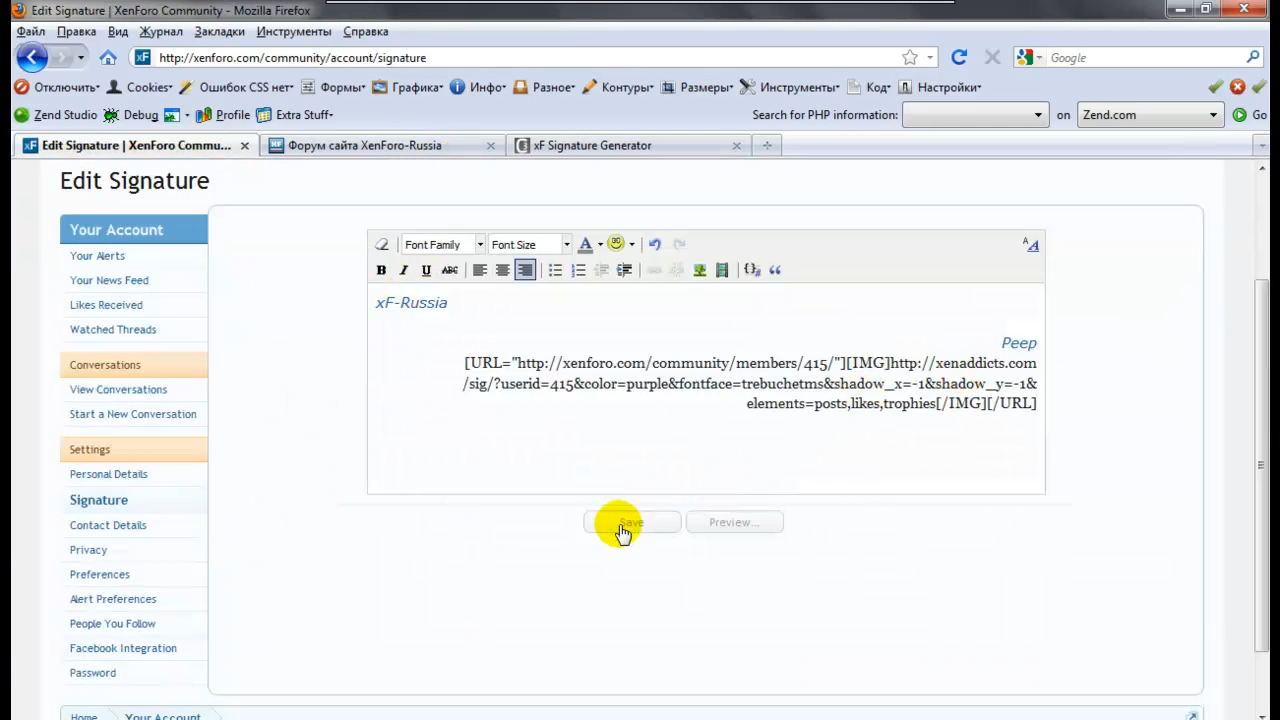 Edit Signature | XenForo Community - Mozilla Firefox
Файл Правка Вид Журнал Закладки Инструменты Справка
http://xenforo.com/community/account/signature
Google
Отключить Cookies Ошибок CSS нет Формы Графика Инфо Разное Контуры Размеры Инструменты Код Настройки
Zend Studio Debug Profile Extra Stuff Search for PHP information: on Zend.com Go
Edit Signature | XenForo Commu... Форум сайта XenForo-Russia xF Signature Generator
Edit Signature
Your Account
Your Alerts
Your News Feed
Likes Received
Watched Threads
Conversations
View Conversations
Start a New Conversation
Settings
Personal Details
Signature
Contact Details
Privacy
Preferences
Alert Preferences
People You Follow
Facebook Integration
Password
Font Family Font Size
B I U ABC
xF-Russia
Peep
[URL="http://xenforo.com/community/members/415/"][IMG]http://xenaddicts.com
/sig/?userid=415&color=purple&fontface=trebuchetms&shadow_x=-1&shadow_y=-1&
elements=posts,likes,trophies[/IMG][/URL]
Save Preview...
Home Your Account